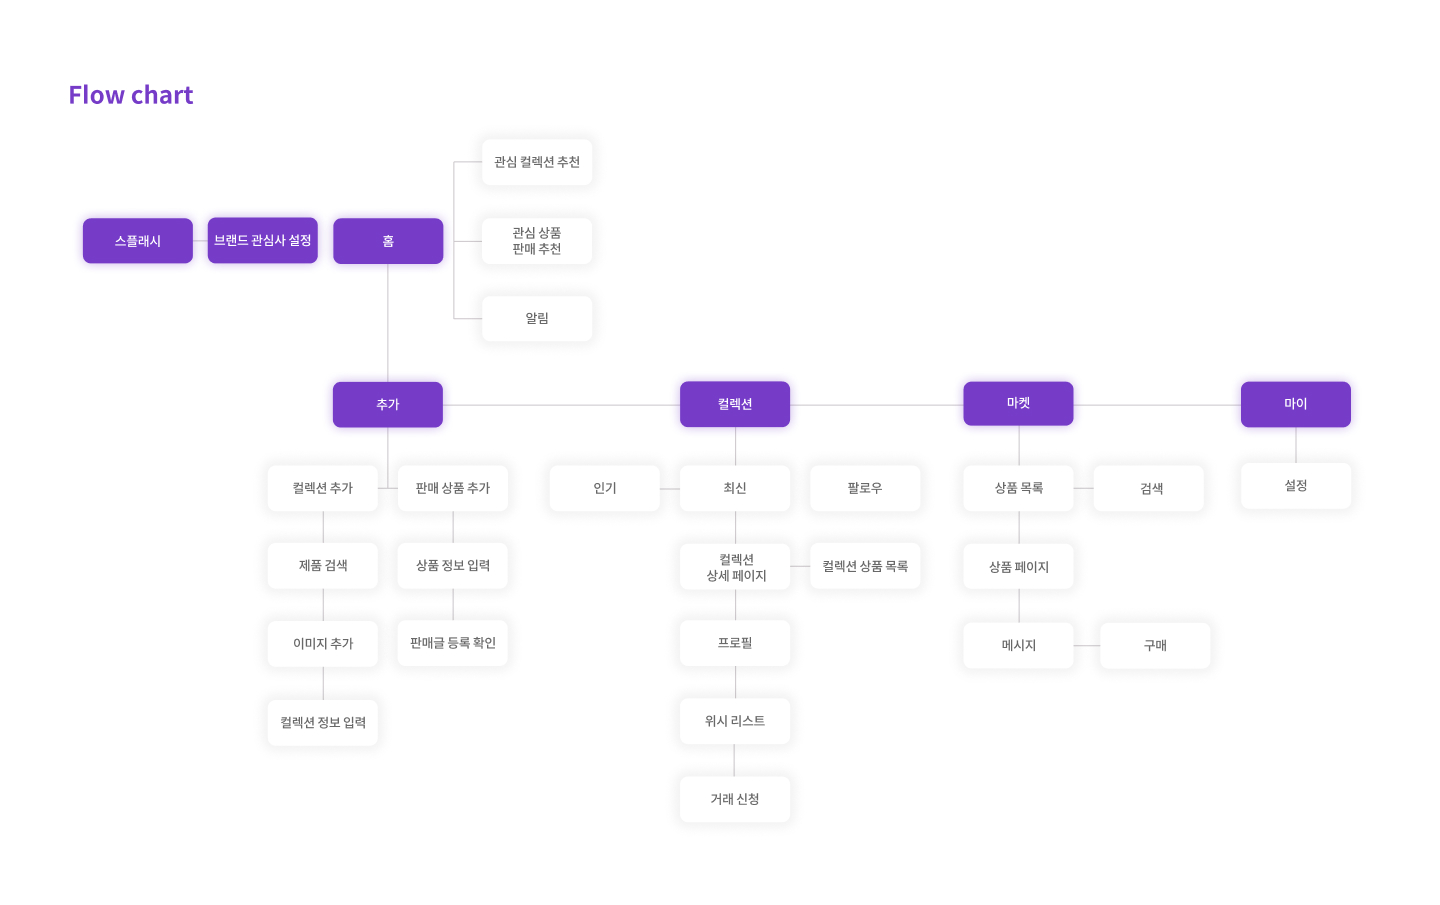 Flow chart
관심 컬렉션 추천
스플래시
브랜드 관심사 설정
홈
관심 상품
판매 추천
알림
추가
컬렉션
마켓
마이
컬렉션 추가
판매 상품 추가
인기
최신
팔로우
상품 목록
검색
설정
제품 검색
상품 정보 입력
컬렉션
상세 페이지
컬렉션 상품 목록
상품 페이지
이미지 추가
판매글 등록 확인
프로필
메시지
구매
컬렉션 정보 입력
위시 리스트
거래 신청